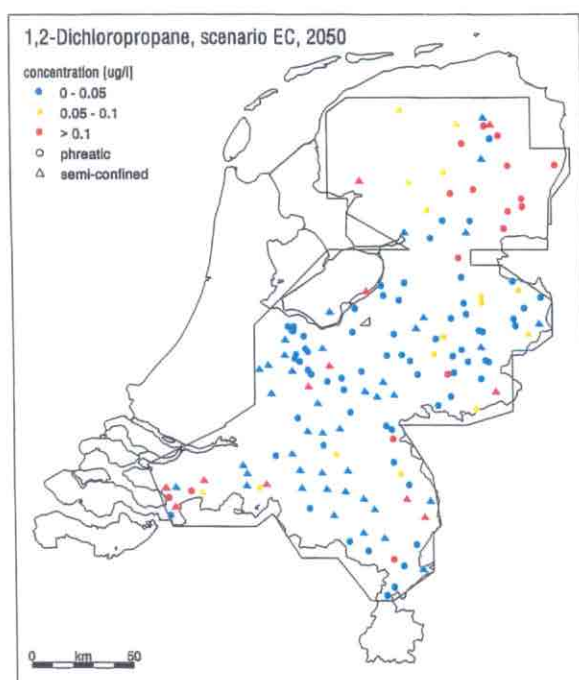 1,2-Dichloropropane, scenario EC, 2050
concentration [ug/l]
0 - 0.05
0.05 - 0.1
> 0.1
phreatic
semi-confined
0 km 50